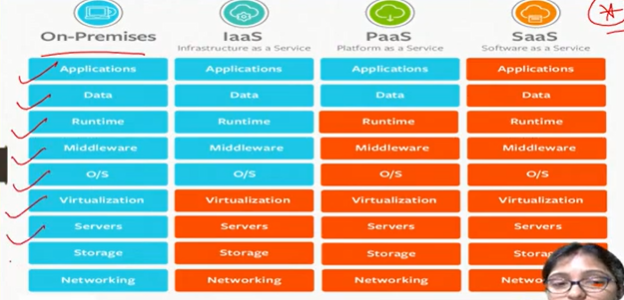 On-Premises IaaS PaaS SaaS
Infrastructure as a Service Platform as a Service Software as a Service
Applications Applications Applications Applications
Data Data Data Data
Runtime Runtime Runtime Runtime
Middleware Middleware Middleware Middleware
O/S O/S O/S O/S
Virtualization Virtualization Virtualization Virtualization
Servers Servers Servers Servers
Storage Storage Storage
Networking Networking Networking